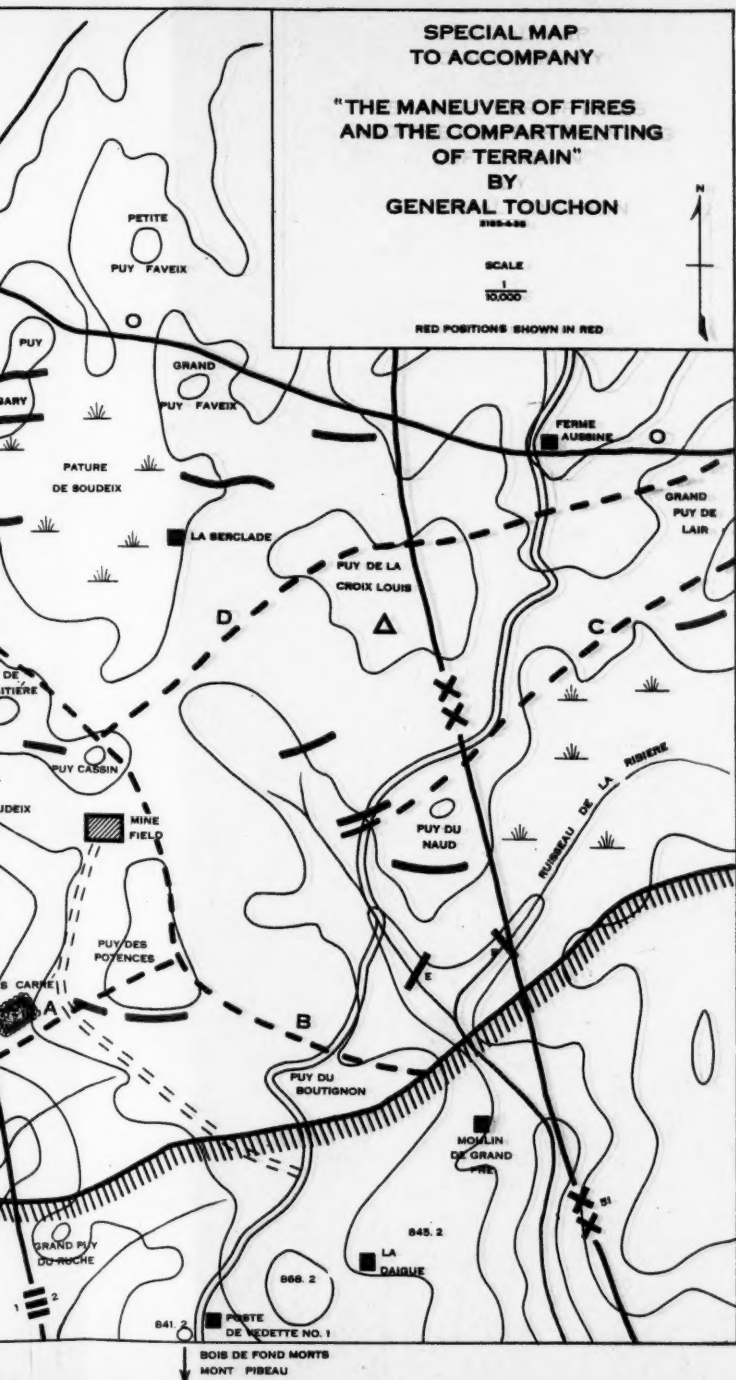 SPECIAL MAP
TO ACCOMPANY
"THE MANEUVER OF FIRES
AND THE COMPARTMENTING
OF TERRAIN"
BY
GENERAL TOUCHON
SCALE
1
10,000
RED POSITIONS SHOWN IN RED
N
PETITE
PUY FAVEIX
O
PUY
GARY
GRAND
PUY FAVEIX
FERME
AUSSINE
O
PATURE
DE SOUDEIX
GRAND
PUY DE
LAIR
LA BERCLADE
PUY DE LA
CROIX LOUIS
D
C
DE
ITIERE
PUY CASSIN
UDEIX
MINE
FIELD
PUY DU
NAUD
RUISSEAU DE LA RIBIERE
PUY DES
POTENCES
E
S CARRE
A
B
PUY DU
BOUTIGNON
MOULIN
DE GRAND
PRE
51
GRAND PUY
DU RUCHE
845. 2
LA
DAIGUE
868. 2
1 2
841. 2
POSTE
DE VEDETTE NO. 1
BOIS DE FOND MORTS
MONT PIBEAU